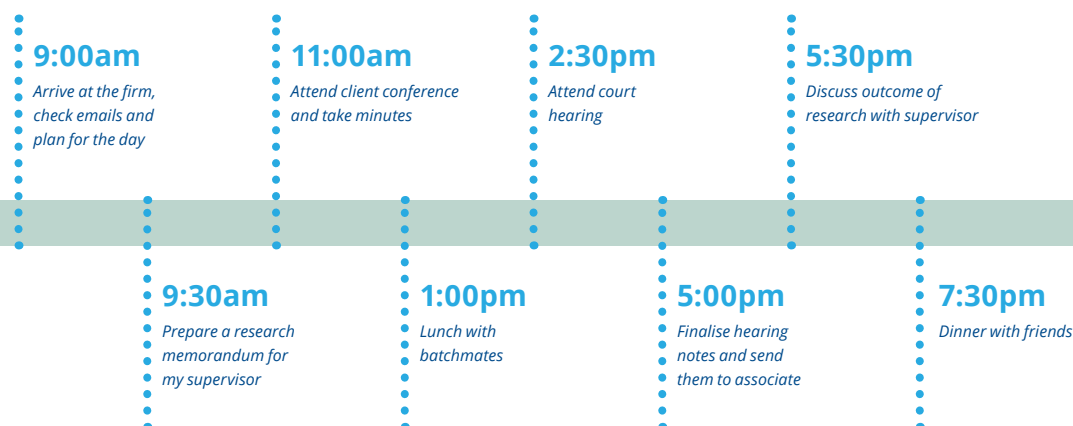 9:00am
Arrive at the firm,
check emails and
plan for the day
9:30am
Prepare a research
memorandum for
my supervisor
11:00am
Attend client conference
and take minutes
1:00pm
Lunch with
batchmates
2:30pm
Attend court
hearing
5:00pm
Finalise hearing
notes and send
them to associate
5:30pm
Discuss outcome of
research with supervisor
7:30pm
Dinner with friends